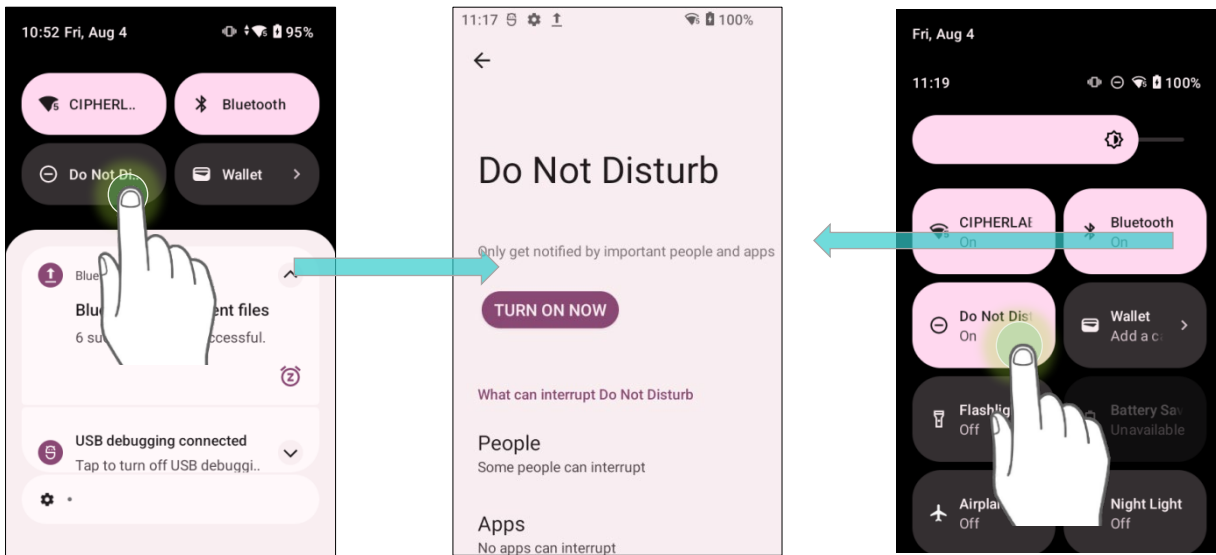 10:52 Fri, Aug 4
95%
CIPHERL..
Bluetooth
Do Not Di..
Wallet
Blue
Blu ent files
6 su ccessful.
USB debugging connected
Tap to turn off USB debuggi..
11:17
100%
Do Not Disturb
Only get notified by important people and apps
TURN ON NOW
What can interrupt Do Not Disturb
People
Some people can interrupt
Apps
No apps can interrupt
Fri, Aug 4
11:19
100%
CIPHERLAB
On
Bluetooth
On
Do Not Dist
On
Wallet
Add a c
Flashlig
Off
Battery Sav
Unavailable
Airpla
Off
Night Light
Off